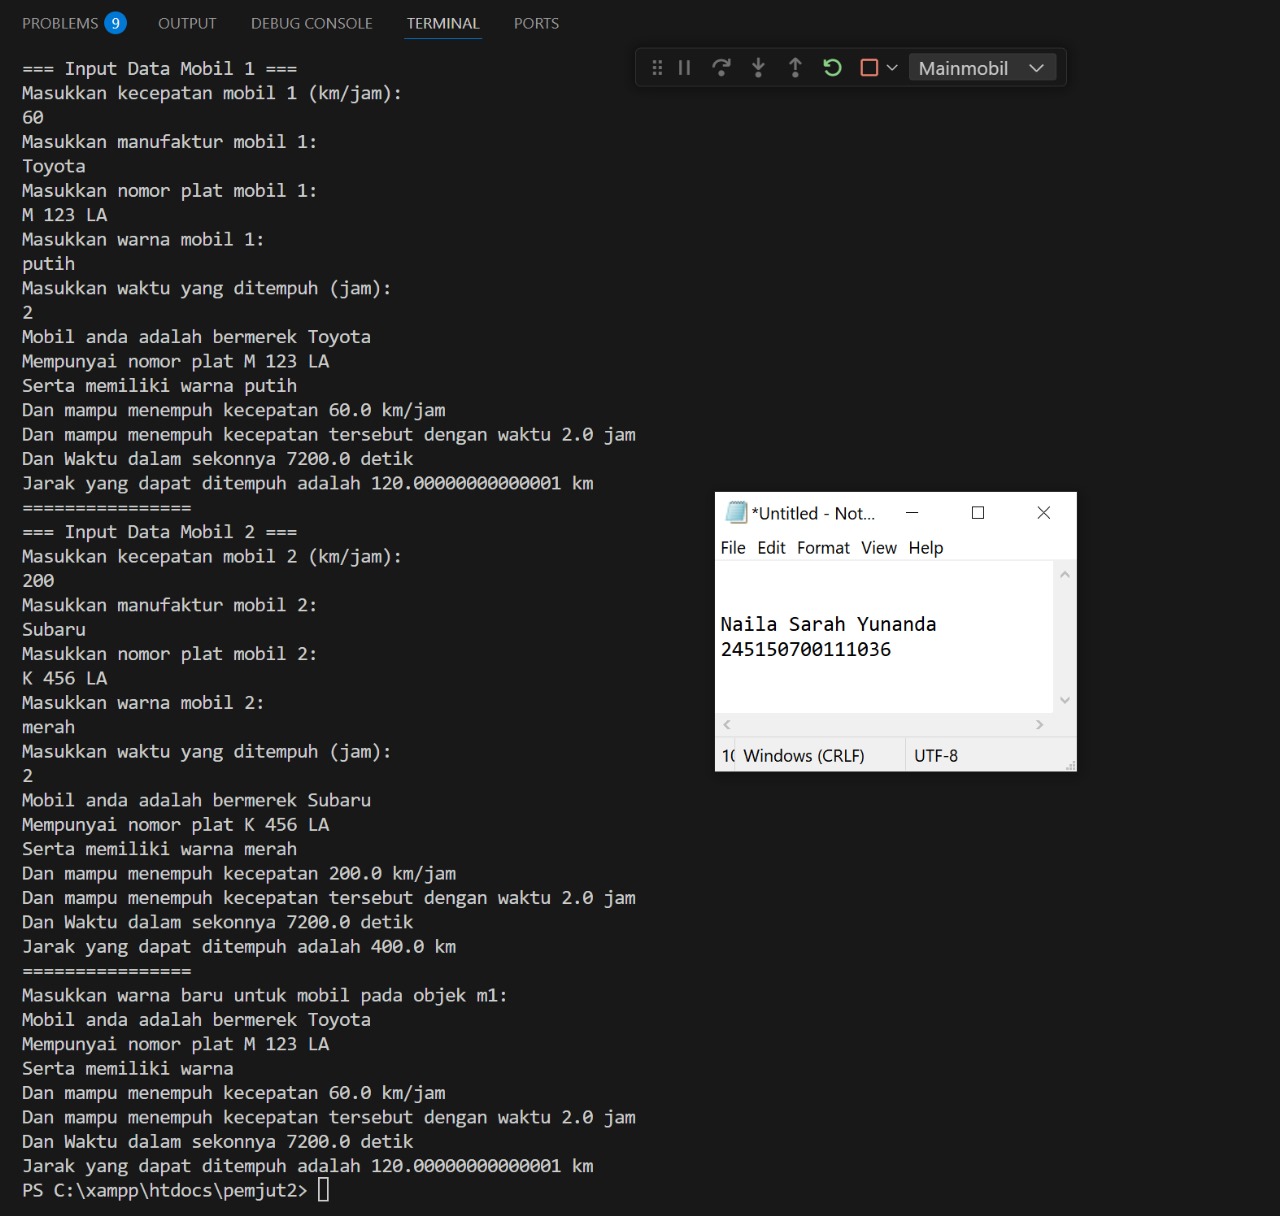 PROBLEMS 9 OUTPUT DEBUG CONSOLE TERMINAL PORTS
Mainmobil
=== Input Data Mobil 1 ===
Masukkan kecepatan mobil 1 (km/jam):
60
Masukkan manufaktur mobil 1:
Toyota
Masukkan nomor plat mobil 1:
M 123 LA
Masukkan warna mobil 1:
putih
Masukkan waktu yang ditempuh (jam):
2
Mobil anda adalah bermerek Toyota
Mempunyai nomor plat M 123 LA
Serta memiliki warna putih
Dan mampu menempuh kecepatan 60.0 km/jam
Dan mampu menempuh kecepatan tersebut dengan waktu 2.0 jam
Dan Waktu dalam sekonnya 7200.0 detik
Jarak yang dapat ditempuh adalah 120.00000000000001 km
================
=== Input Data Mobil 2 ===
Masukkan kecepatan mobil 2 (km/jam):
200
Masukkan manufaktur mobil 2:
Subaru
Masukkan nomor plat mobil 2:
K 456 LA
Masukkan warna mobil 2:
merah
Masukkan waktu yang ditempuh (jam):
2
Mobil anda adalah bermerek Subaru
Mempunyai nomor plat K 456 LA
Serta memiliki warna merah
Dan mampu menempuh kecepatan 200.0 km/jam
Dan mampu menempuh kecepatan tersebut dengan waktu 2.0 jam
Dan Waktu dalam sekonnya 7200.0 detik
Jarak yang dapat ditempuh adalah 400.0 km
================
Masukkan warna baru untuk mobil pada objek m1:
Mobil anda adalah bermerek Toyota
Mempunyai nomor plat M 123 LA
Serta memiliki warna
Dan mampu menempuh kecepatan 60.0 km/jam
Dan mampu menempuh kecepatan tersebut dengan waktu 2.0 jam
Dan Waktu dalam sekonnya 7200.0 detik
Jarak yang dapat ditempuh adalah 120.00000000000001 km
PS C:\xampp\htdocs\pemjut2>
*Untitled - Not...
File Edit Format View Help
Naila Sarah Yunanda
245150700111036
Windows (CRLF) UTF-8